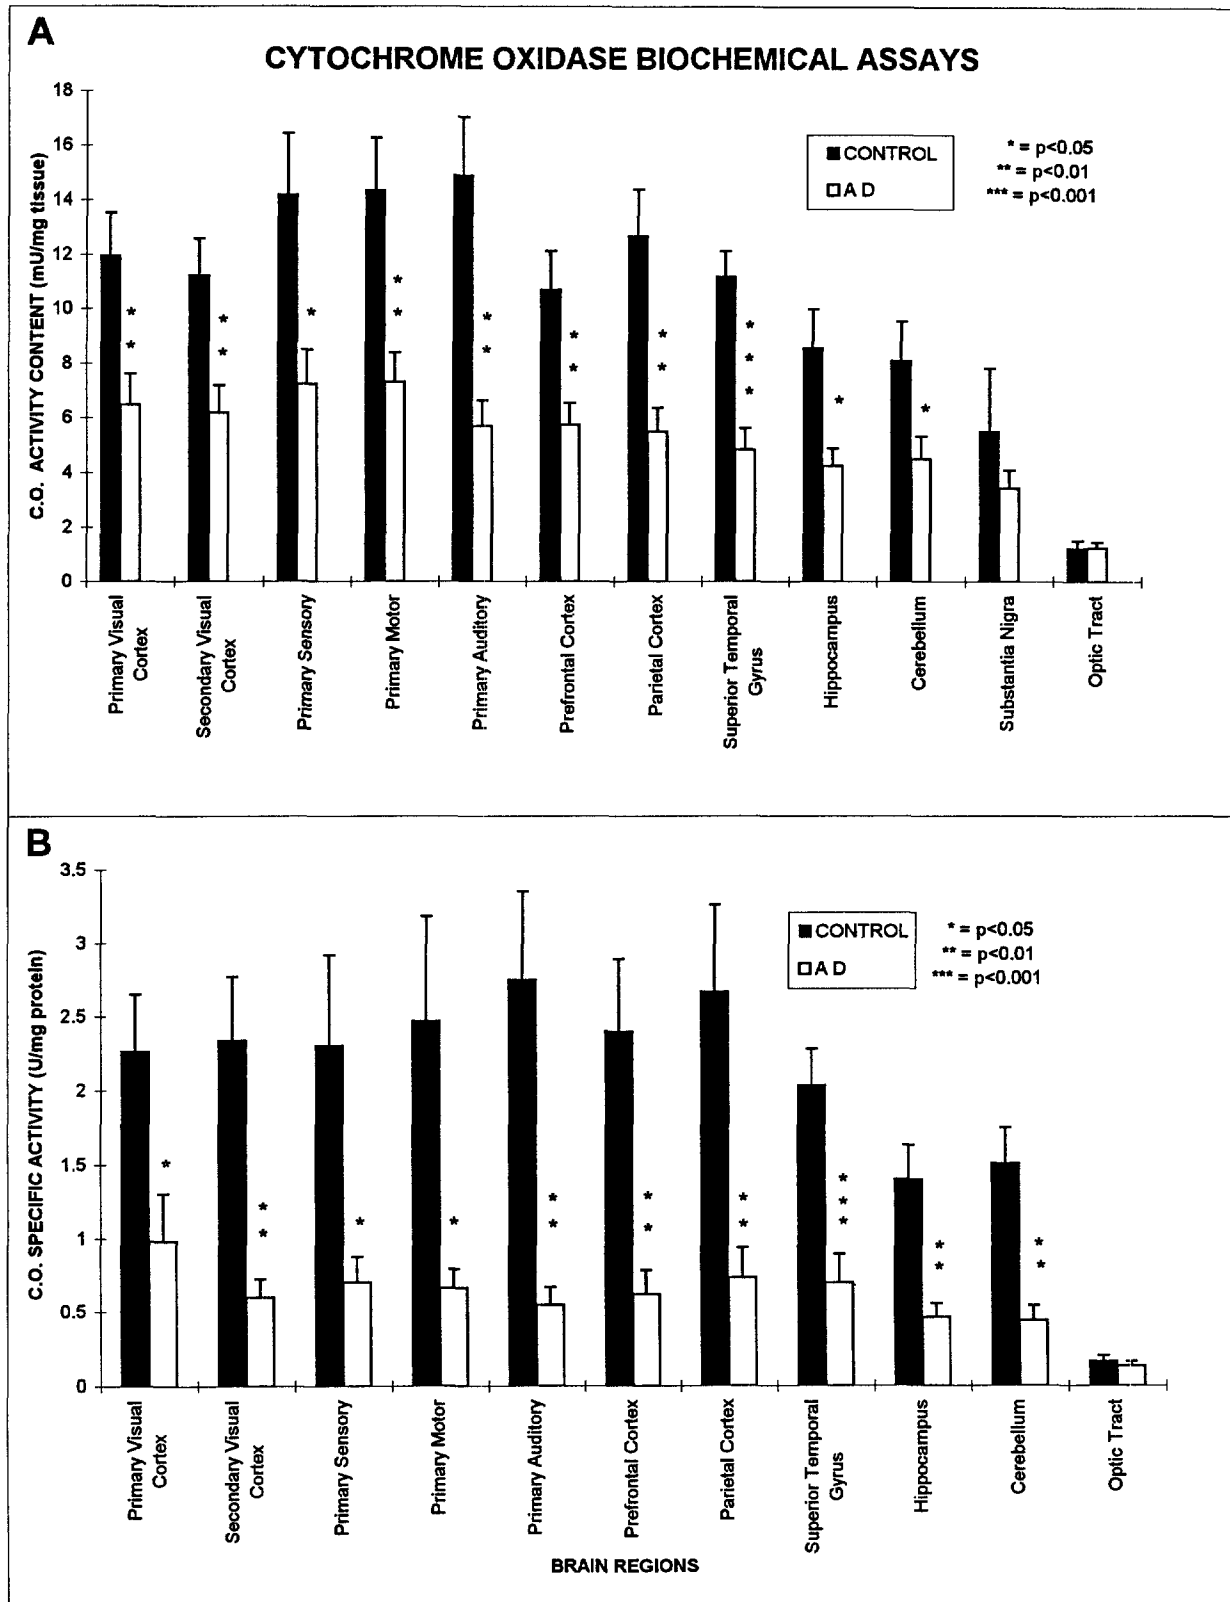 A
CYTOCHROME OXIDASE BIOCHEMICAL ASSAYS
C.O. ACTIVITY CONTENT (mU/mg tissue)
18
16
14
12
10
8
6
4
2
0
CONTROL
A D
* = p<0.05
** = p<0.01
*** = p<0.001
* *
* *
*
* *
* *
* *
* *
* * *
*
*
Primary Visual
Cortex
Secondary Visual
Cortex
Primary Sensory
Primary Motor
Primary Auditory
Prefrontal Cortex
Parietal Cortex
Superior Temporal
Gyrus
Hippocampus
Cerebellum
Substantia Nigra
Optic Tract
B
C.O. SPECIFIC ACTIVITY (U/mg protein)
3.5
3
2.5
2
1.5
1
0.5
0
CONTROL
A D
* = p<0.05
** = p<0.01
*** = p<0.001
*
* *
*
*
* *
* *
* *
* * *
* *
* *
Primary Visual
Cortex
Secondary Visual
Cortex
Primary Sensory
Primary Motor
Primary Auditory
Prefrontal Cortex
Parietal Cortex
Superior Temporal
Gyrus
Hippocampus
Cerebellum
Optic Tract
BRAIN REGIONS